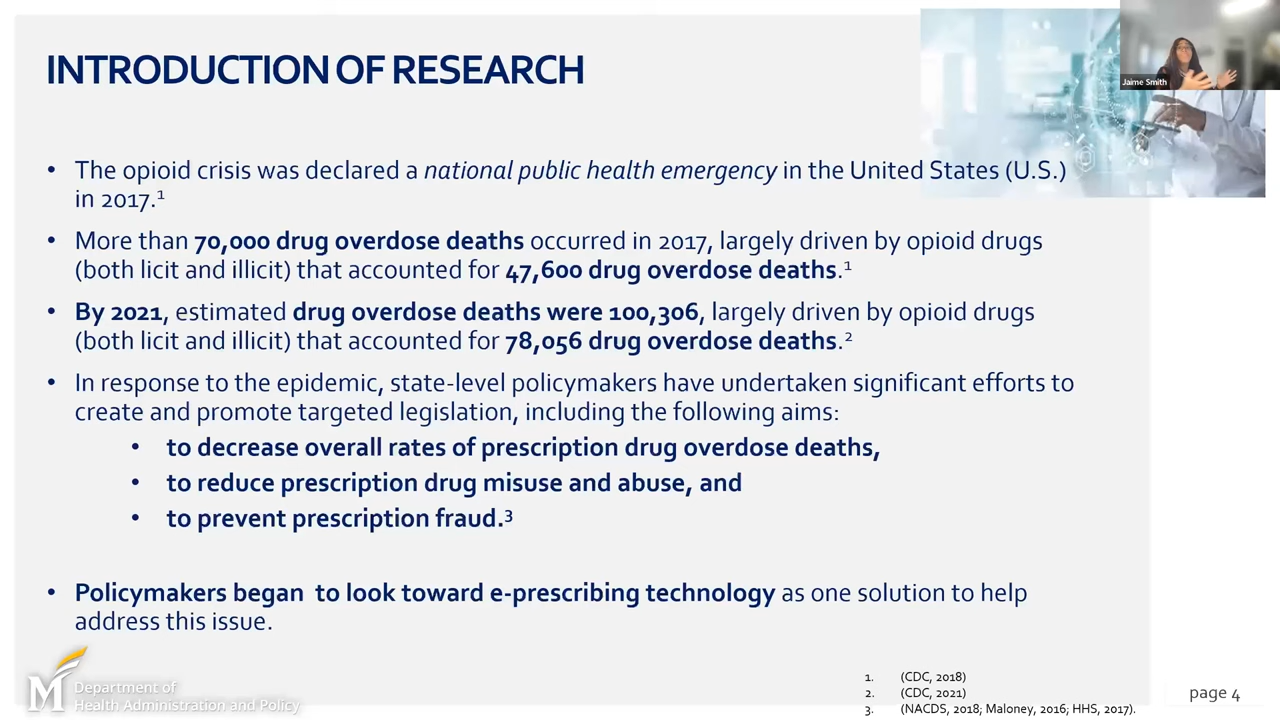 INTRODUCTION OF RESEARCH
Jaime Smith
• The opioid crisis was declared a national public health emergency in the United States (U.S.)
in 2017.¹
• More than 70,000 drug overdose deaths occurred in 2017, largely driven by opioid drugs
(both licit and illicit) that accounted for 47,600 drug overdose deaths.¹
• By 2021, estimated drug overdose deaths were 100,306, largely driven by opioid drugs
(both licit and illicit) that accounted for 78,056 drug overdose deaths.²
• In response to the epidemic, state-level policymakers have undertaken significant efforts to
create and promote targeted legislation, including the following aims:
• to decrease overall rates of prescription drug overdose deaths,
• to reduce prescription drug misuse and abuse, and
• to prevent prescription fraud.³
• Policymakers began  to look toward e-prescribing technology as one solution to help
address this issue.
M
Department of
Health Administration and Policy
1. (CDC, 2018)
2. (CDC, 2021)
3. (NACDS, 2018; Maloney, 2016; HHS, 2017).
page 4